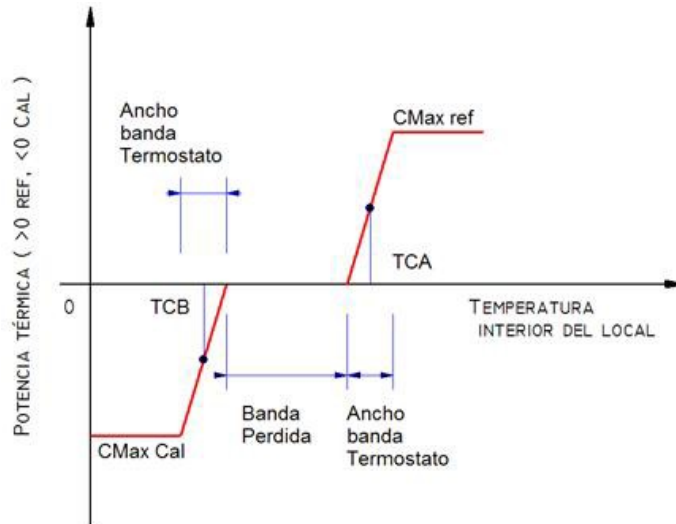 POTENCIA TÉRMICA ( >0 REF, <0 CAL )
Ancho
banda
Termostato
CMax ref
TCA
0
TCB
TEMPERATURA
INTERIOR DEL LOCAL
Banda
Perdida
Ancho
banda
Termostato
CMax Cal